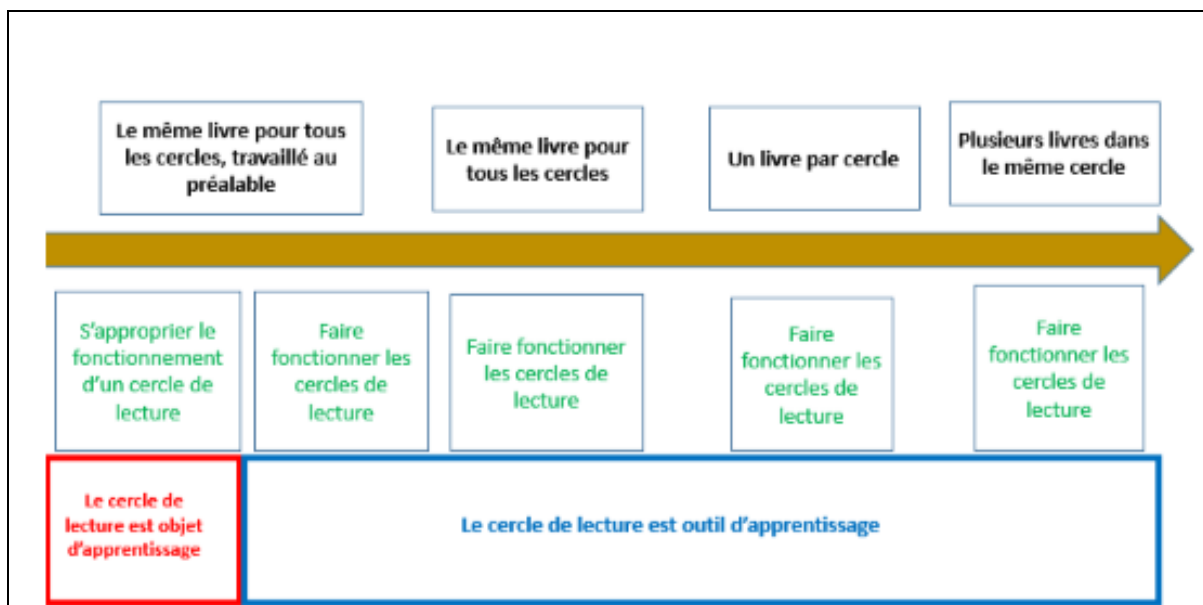 Le même livre pour tous
les cercles, travaillé au
préalable
Le même livre pour
tous les cercles
Un livre par cercle
Plusieurs livres dans
le même cercle
S'approprier le
fonctionnement
d'un cercle de
lecture
Faire
fonctionner les
cercles de
lecture
Faire fonctionner
les cercles de
lecture
Faire
fonctionner les
cercles de
lecture
Faire
fonctionner les
cercles de
lecture
Le cercle de
lecture est objet
d'apprentissage
Le cercle de lecture est outil d'apprentissage